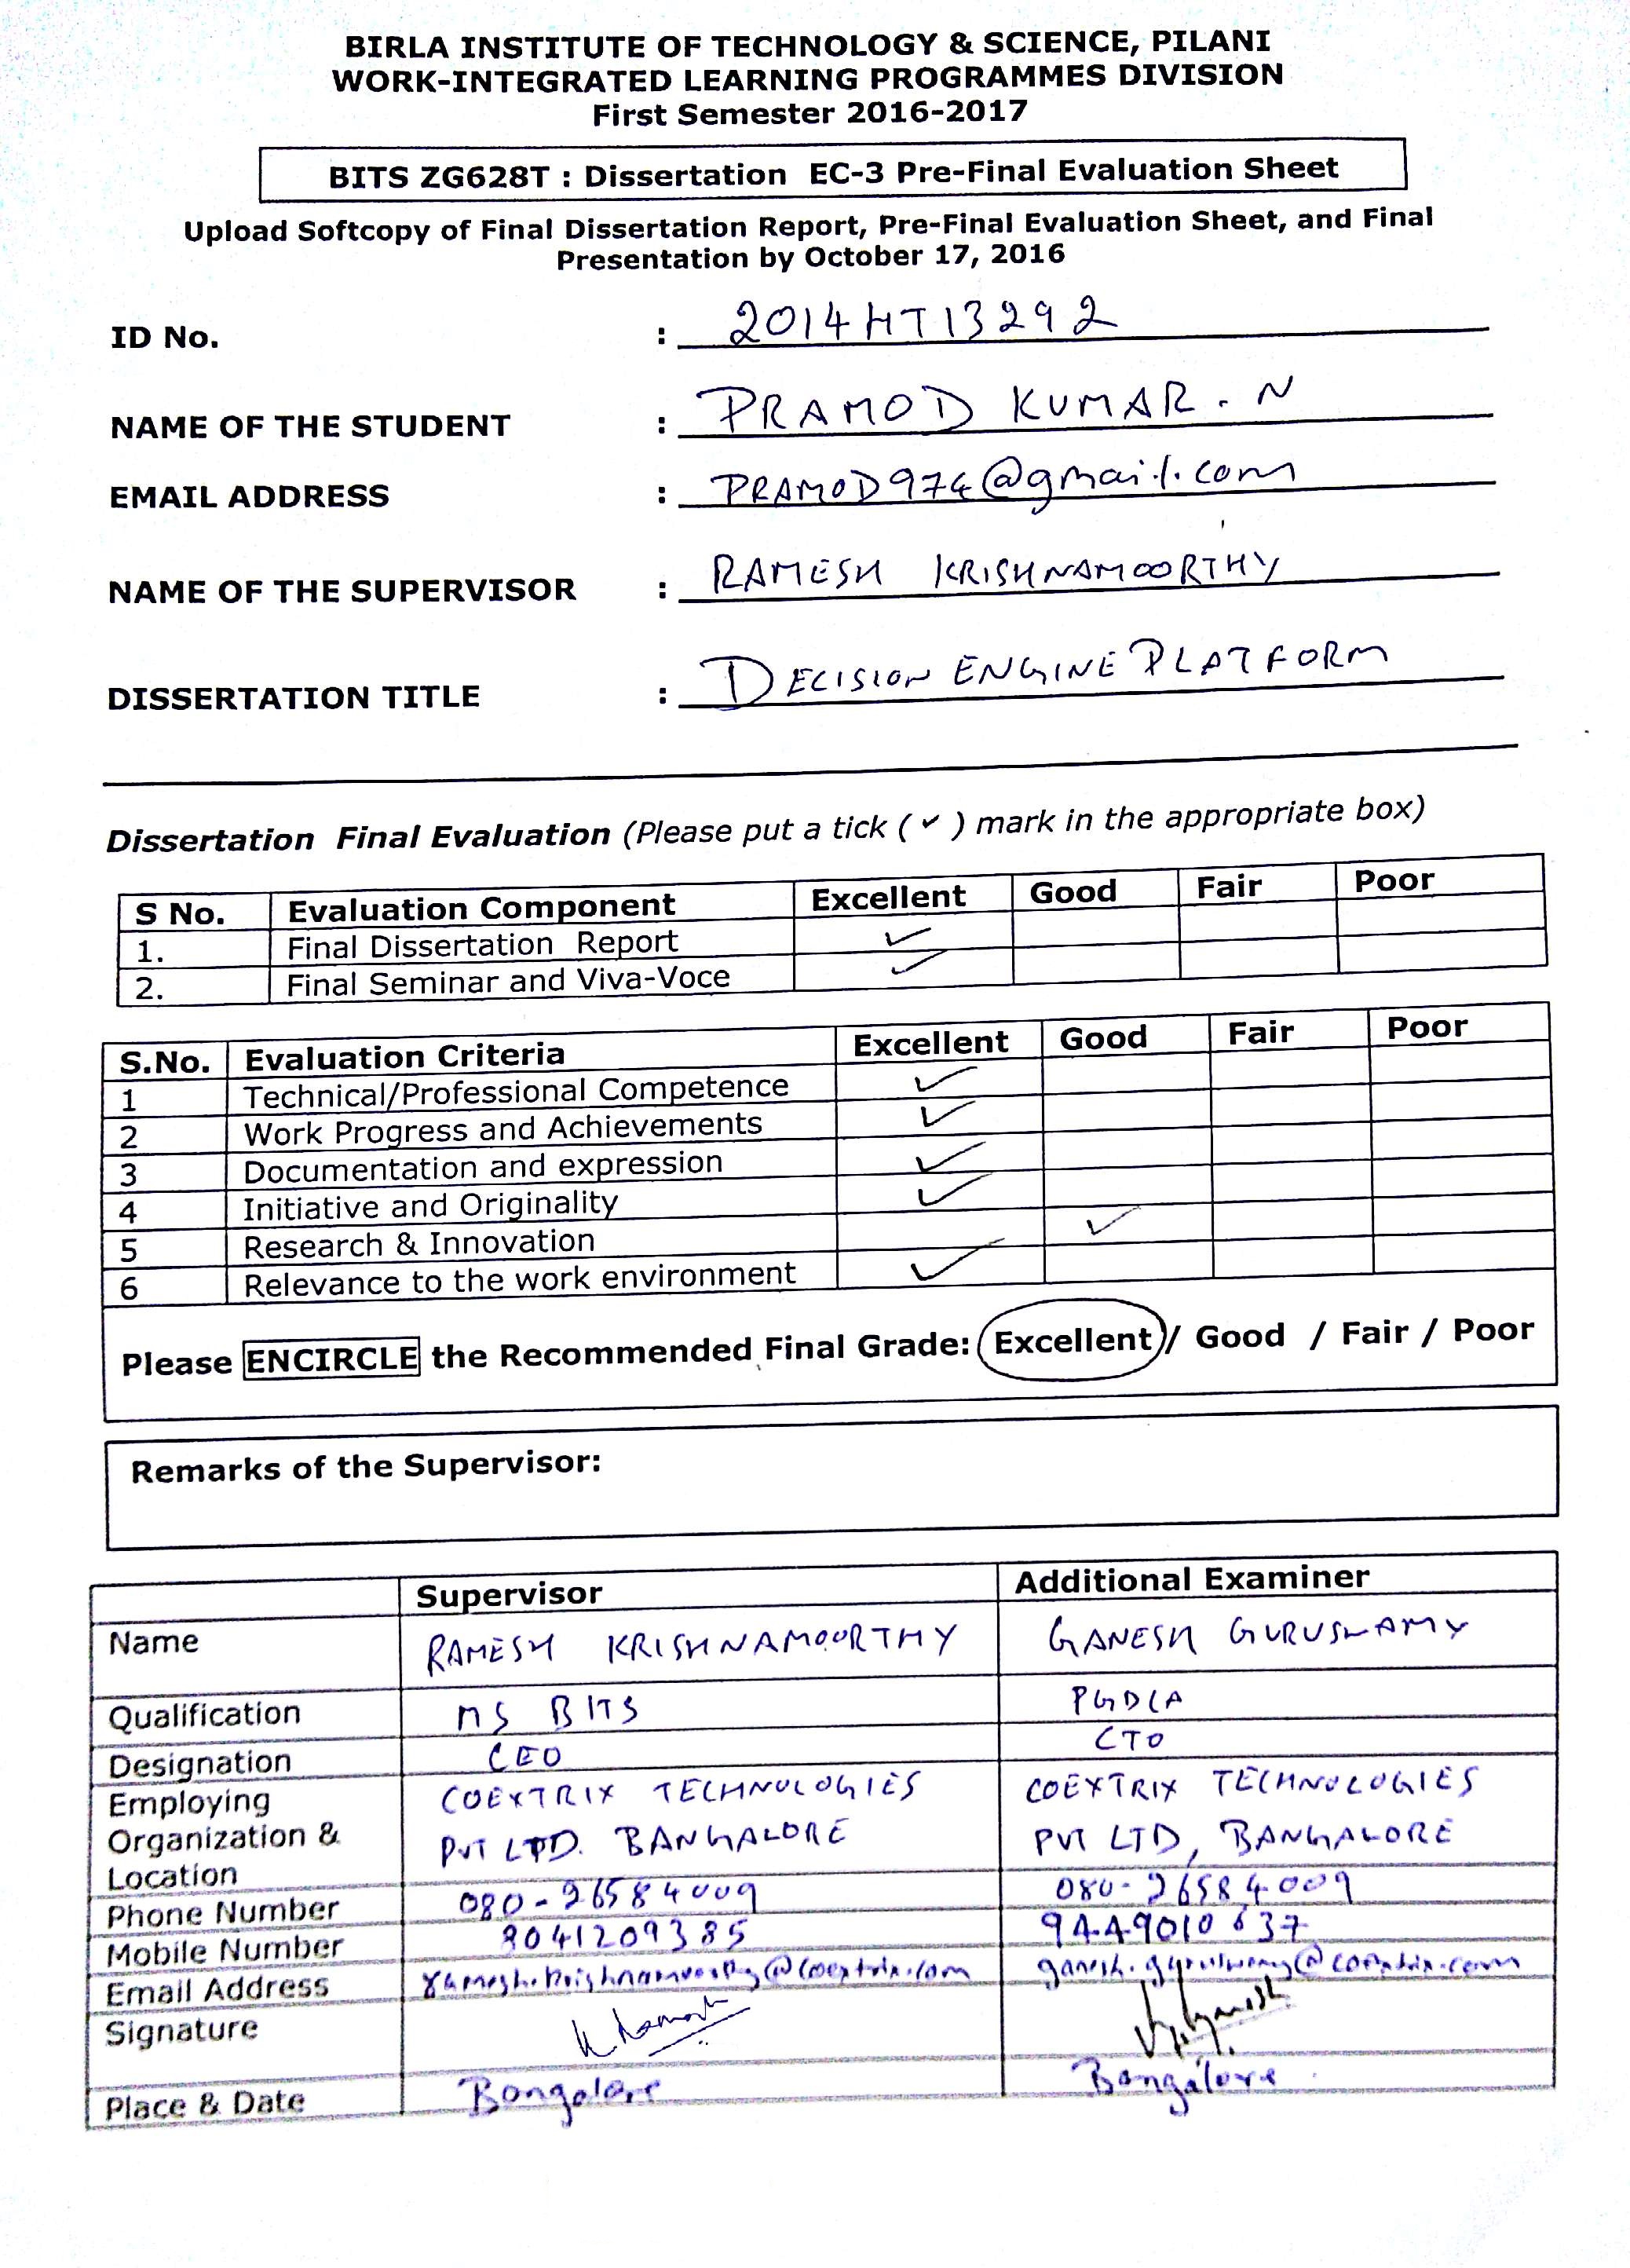 BIRLA INSTITUTE OF TECHNOLOGY & SCIENCE, PILANI
WORK-INTEGRATED LEARNING PROGRAMMES DIVISION
First Semester 2016-2017
BITS ZG628T : Dissertation EC-3 Pre-Final Evaluation Sheet
Upload Softcopy of Final Dissertation Report, Pre-Final Evaluation Sheet, and Final
Presentation by October 17, 2016
ID No. : 2014HT13292
NAME OF THE STUDENT : PRAMOD KUMAR. N
EMAIL ADDRESS : PRAMOD974@gmail.com
NAME OF THE SUPERVISOR : RAMESH KRISHNAMOORTHY
DISSERTATION TITLE : DECISION ENGINE PLATFORM
Dissertation Final Evaluation (Please put a tick ( ✓ ) mark in the appropriate box)
S No. Evaluation Component Excellent Good Fair Poor
1. Final Dissertation Report ✓
2. Final Seminar and Viva-Voce ✓
S.No. Evaluation Criteria Excellent Good Fair Poor
1 Technical/Professional Competence ✓
2 Work Progress and Achievements ✓
3 Documentation and expression ✓
4 Initiative and Originality ✓
5 Research & Innovation ✓
6 Relevance to the work environment ✓
Please ENCIRCLE the Recommended Final Grade: Excellent / Good / Fair / Poor
Remarks of the Supervisor:
Supervisor Additional Examiner
Name RAMESH KRISHNAMOORTHY GANESH GURUSWAMY
Qualification MS BITS PGDCA
Designation CEO CTO
Employing COEXTRIX TECHNOLOGIES COEXTRIX TECHNOLOGIES
Organization & PVT LTD. BANGALORE PVT LTD, BANGALORE
Location
Phone Number 080-26584009 080-26584009
Mobile Number 9449010637
Email Address ramesh.krishnamoorthy@coextrix.com ganesh.guruswamy@coextrix.com
Signature
Place & Date Bangalore Bangalore